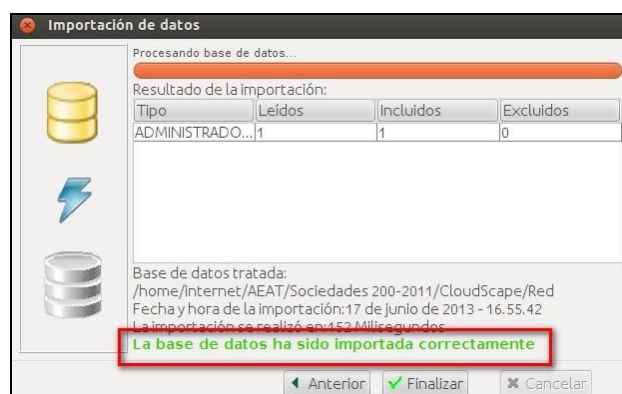 Importación de datos
Procesando base de datos...
Resultado de la importación:
Tipo Leídos Incluidos Excluidos
ADMINISTRADO... 1 1 0
Base de datos tratada:
/home/internet/AEAT/Sociedades 200-2011/CloudScape/Red
Fecha y hora de la importación:17 de junio de 2013 - 16.55.42
La importación se realizó en:152 Milisegundos
La base de datos ha sido importada correctamente
Anterior Finalizar Cancelar